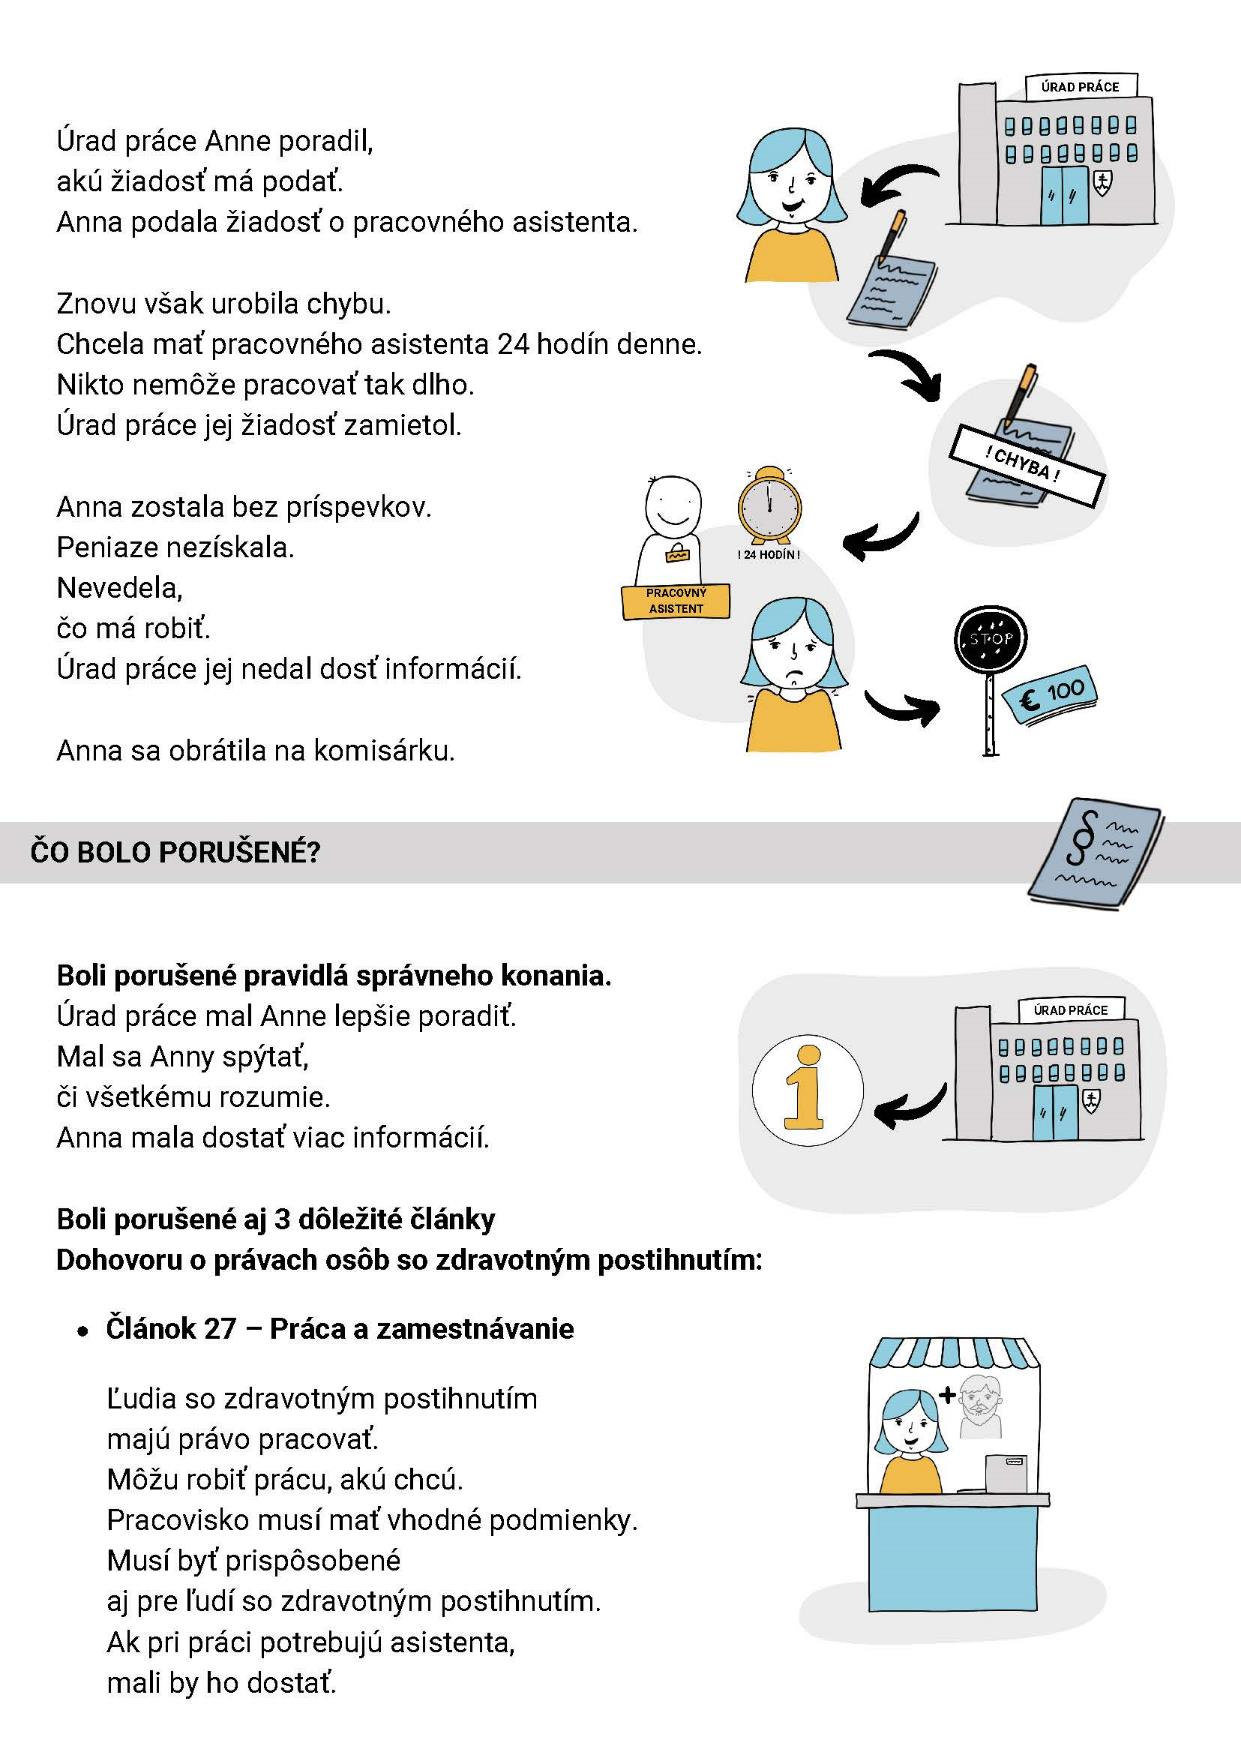 ÚRAD PRÁCE
Úrad práce Anne poradil,
akú žiadosť má podať.
Anna podala žiadosť o pracovného asistenta.
Znovu však urobila chybu.
Chcela mať pracovného asistenta 24 hodín denne.
Nikto nemôže pracovať tak dlho.
Úrad práce jej žiadosť zamietol.
! CHYBA !
Anna zostala bez príspevkov.
Peniaze nezískala.
Nevedela,
čo má robiť.
Úrad práce jej nedal dosť informácií.
! 24 HODÍN !
PRACOVNÝ
ASISTENT
STOP
€ 100
Anna sa obrátila na komisárku.
ČO BOLO PORUŠENÉ?
§
Boli porušené pravidlá správneho konania.
Úrad práce mal Anne lepšie poradiť.
Mal sa Anny spýtať,
či všetkému rozumie.
Anna mala dostať viac informácií.
i
ÚRAD PRÁCE
Boli porušené aj 3 dôležité články
Dohovoru o právach osôb so zdravotným postihnutím:
• Článok 27 – Práca a zamestnávanie
Ľudia so zdravotným postihnutím
majú právo pracovať.
Môžu robiť prácu, akú chcú.
Pracovisko musí mať vhodné podmienky.
Musí byť prispôsobené
aj pre ľudí so zdravotným postihnutím.
Ak pri práci potrebujú asistenta,
mali by ho dostať.
+